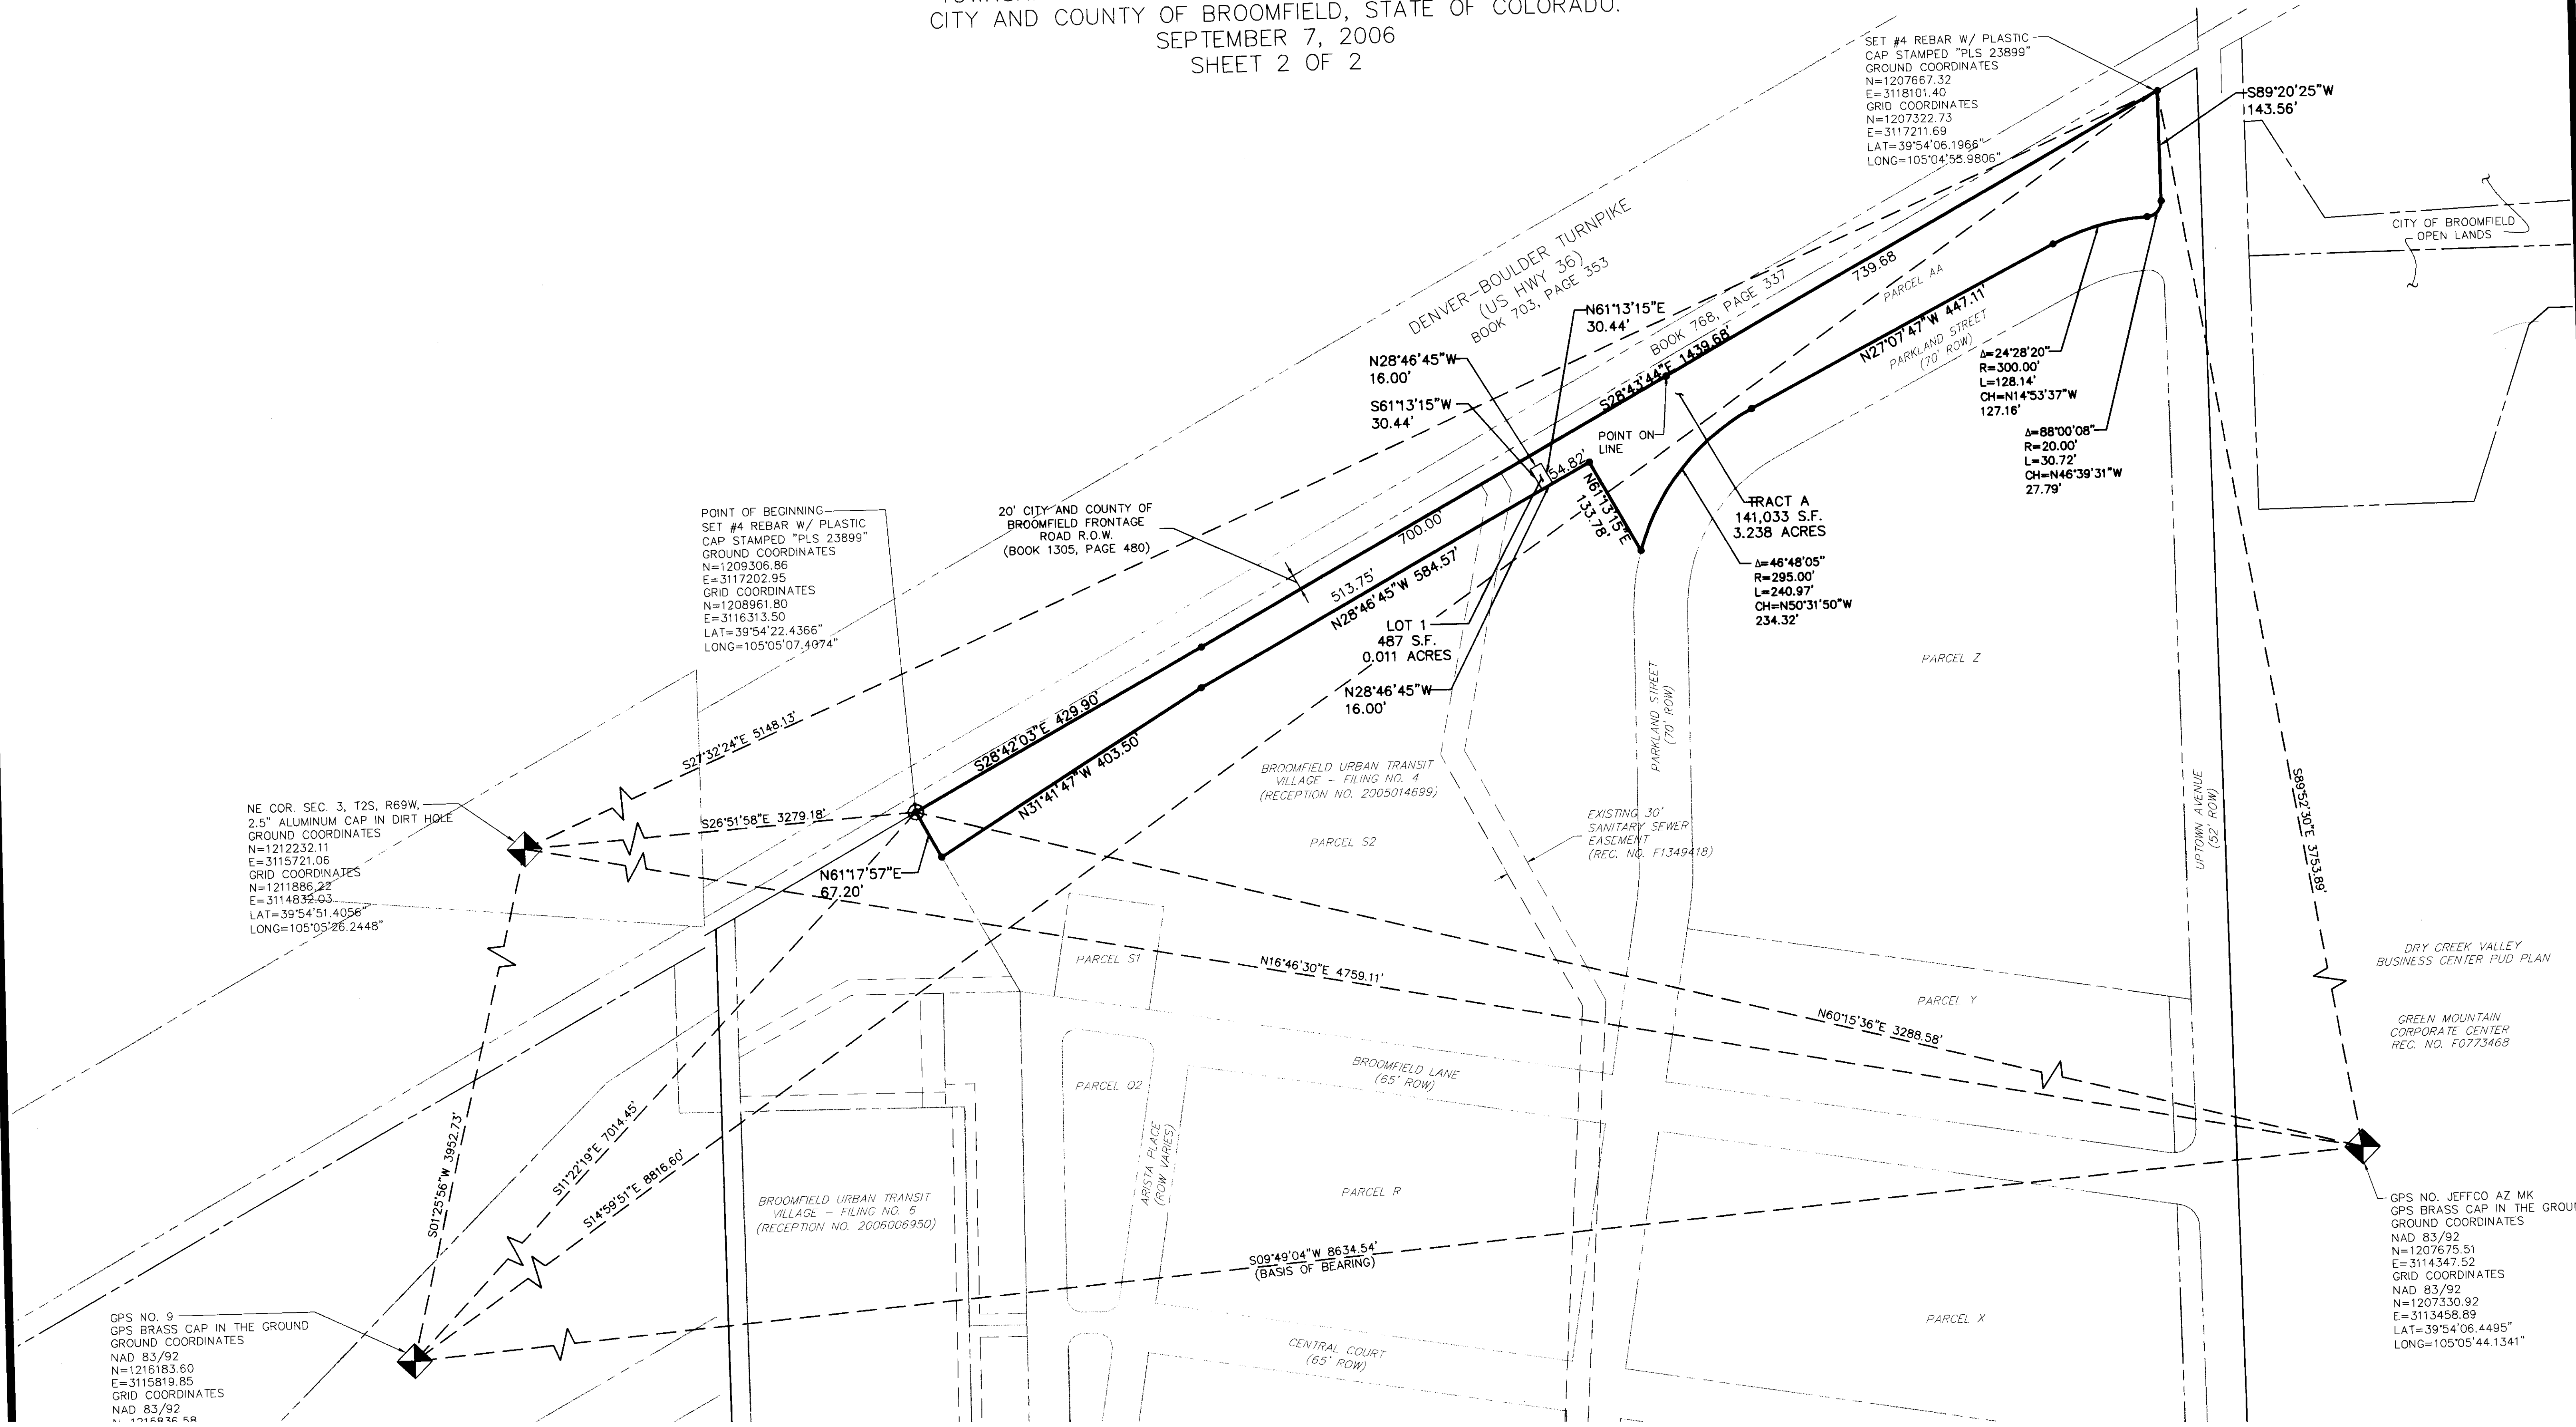 CITY AND COUNTY OF BROOMFIELD, STATE OF COLORADO.
SEPTEMBER 7, 2006
SHEET 2 OF 2
SET #4 REBAR W/ PLASTIC
CAP STAMPED "PLS 23899"
GROUND COORDINATES
N=1207667.32
E=3118101.40
GRID COORDINATES
N=1207322.73
E=3117211.69
LAT=39°54'06.1966"
LONG=105°04'55.9806"
S89°20'25"W
143.56'
CITY OF BROOMFIELD
OPEN LANDS
DENVER-BOULDER TURNPIKE
(US HWY 36)
BOOK 703, PAGE 353
BOOK 768, PAGE 337
739.68
PARCEL AA
S28°43'44"E 1439.68'
N27°07'47"W 447.11'
PARKLAND STREET
(70' ROW)
N61°13'15"E
30.44'
N28°46'45"W
16.00'
S61°13'15"W
30.44'
Δ=24°28'20"
R=300.00'
L=128.14'
CH=N14°53'37"W
127.16'
Δ=88°00'08"
R=20.00'
L=30.72'
CH=N46°39'31"W
27.79'
POINT ON
LINE
54.82'
N61°13'15"E
133.78'
TRACT A
141,033 S.F.
3.238 ACRES
Δ=46°48'05"
R=295.00'
L=240.97'
CH=N50°31'50"W
234.32'
POINT OF BEGINNING
SET #4 REBAR W/ PLASTIC
CAP STAMPED "PLS 23899"
GROUND COORDINATES
N=1209306.86
E=3117202.95
GRID COORDINATES
N=1208961.80
E=3116313.50
LAT=39°54'22.4366"
LONG=105°05'07.4074"
20' CITY AND COUNTY OF
BROOMFIELD FRONTAGE
ROAD R.O.W.
(BOOK 1305, PAGE 480)
700.00'
513.75'
N28°46'45"W 584.57'
LOT 1
487 S.F.
0.011 ACRES
N28°46'45"W
16.00'
PARCEL Z
PARKLAND STREET
(70' ROW)
S28°42'03"E 429.90'
N31°41'47"W 403.50'
S27°32'24"E 5148.13'
S26°51'58"E 3279.18'
N61°17'57"E
67.20'
NE COR. SEC. 3, T2S, R69W,
2.5" ALUMINUM CAP IN DIRT HOLE
GROUND COORDINATES
N=1212232.11
E=3115721.06
GRID COORDINATES
N=1211886.22
E=3114832.03
LAT=39°54'51.4056"
LONG=105°05'26.2448"
BROOMFIELD URBAN TRANSIT
VILLAGE - FILING NO. 4
(RECEPTION NO. 2005014699)
PARCEL S2
EXISTING 30'
SANITARY SEWER
EASEMENT
(REC. NO. F1349418)
UPTOWN AVENUE
(52' ROW)
S89°52'30"E 3753.89'
PARCEL S1
N16°46'30"E 4759.11'
N60°15'36"E 3288.58'
PARCEL Y
DRY CREEK VALLEY
BUSINESS CENTER PUD PLAN
GREEN MOUNTAIN
CORPORATE CENTER
REC. NO. F0773468
BROOMFIELD LANE
(65' ROW)
PARCEL Q2
S01°25'56"W 3952.73'
S11°22'19"E 7014.45'
S14°59'51"E 8816.60'
BROOMFIELD URBAN TRANSIT
VILLAGE - FILING NO. 6
(RECEPTION NO. 2006006950)
ARISTA PLACE
(ROW VARIES)
PARCEL R
S09°49'04"W 8634.54'
(BASIS OF BEARING)
GPS NO. JEFFCO AZ MK
GPS BRASS CAP IN THE GROU
GROUND COORDINATES
NAD 83/92
N=1207675.51
E=3114347.52
GRID COORDINATES
NAD 83/92
N=1207330.92
E=3113458.89
LAT=39°54'06.4495"
LONG=105°05'44.1341"
GPS NO. 9
GPS BRASS CAP IN THE GROUND
GROUND COORDINATES
NAD 83/92
N=1216183.60
E=3115819.85
GRID COORDINATES
NAD 83/92
N=1215836.58
CENTRAL COURT
(65' ROW)
PARCEL X